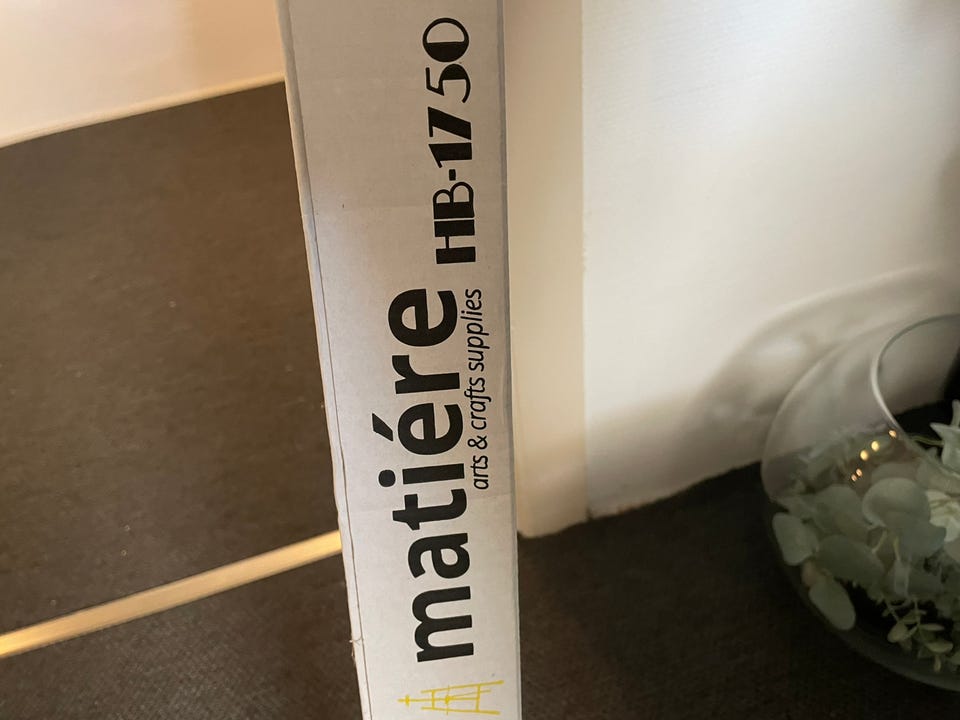 matiére
arts & crafts supplies
HB-1750